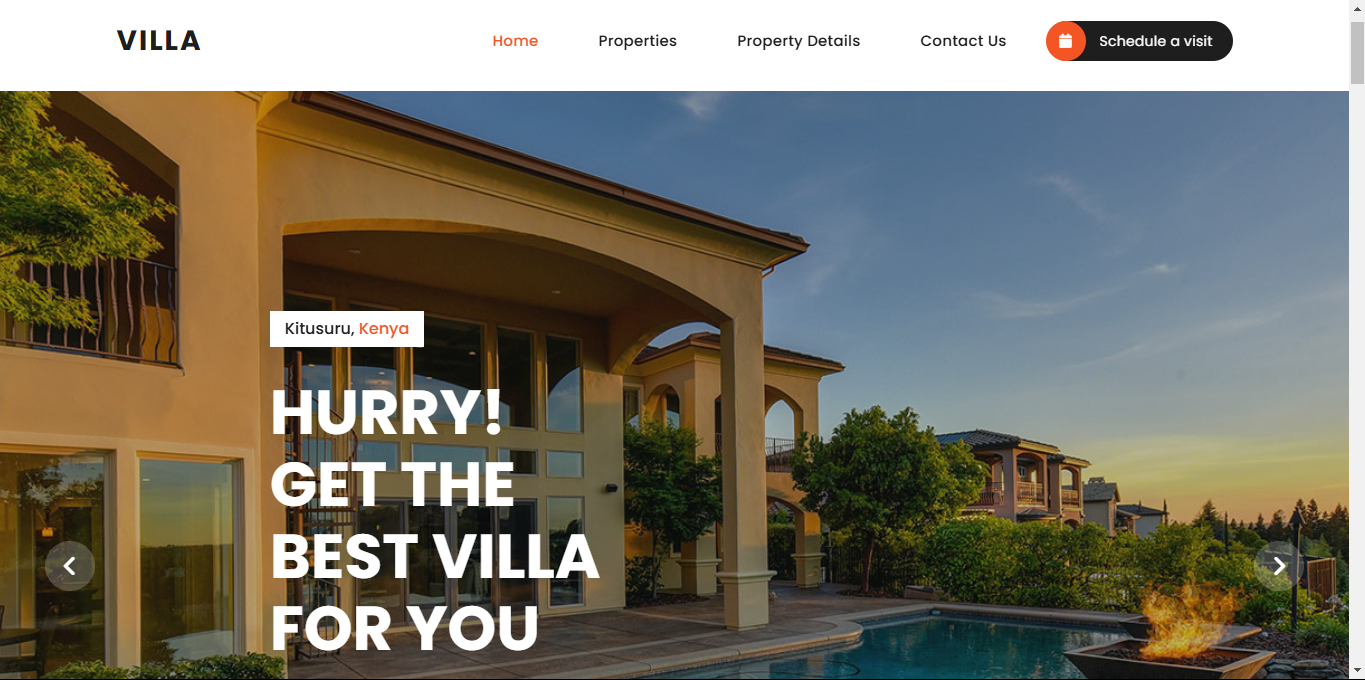 VILLA
Home
Properties
Property Details
Contact Us
Schedule a visit
Kitusuru, Kenya
HURRY!
GET THE
BEST VILLA
FOR YOU